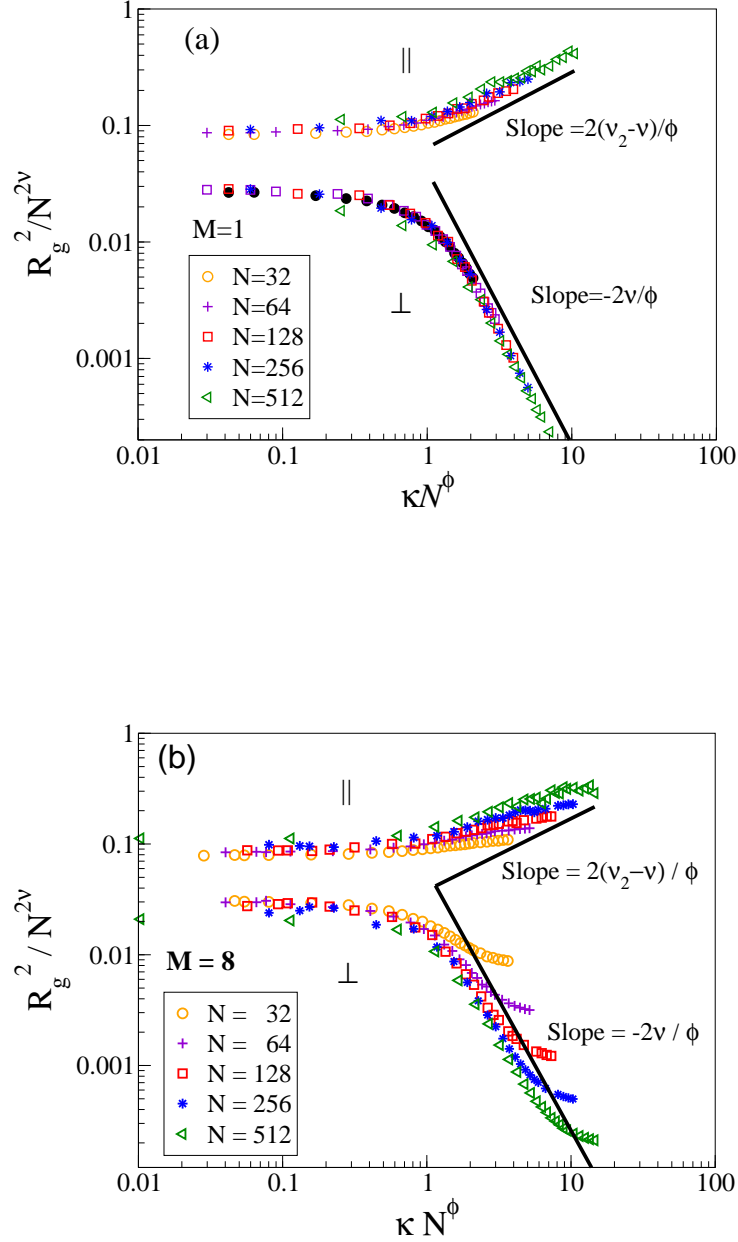 (a)
||
1
0.1
0.01
0.001
R_g^2/N^{2ν}
Slope =2(ν_2-ν)/ϕ
M=1
N=32
N=64
N=128
N=256
N=512
⊥
Slope=-2ν/ϕ
0.01 0.1 1 10 100
κN^ϕ
(b)
||
1
0.1
0.01
0.001
R_g^2 / N^{2ν}
Slope = 2(ν_2−ν) / ϕ
M = 8
⊥
N = 32
N = 64
N = 128
N = 256
N = 512
Slope = -2ν / ϕ
0.01 0.1 1 10 100
κ N^ϕ